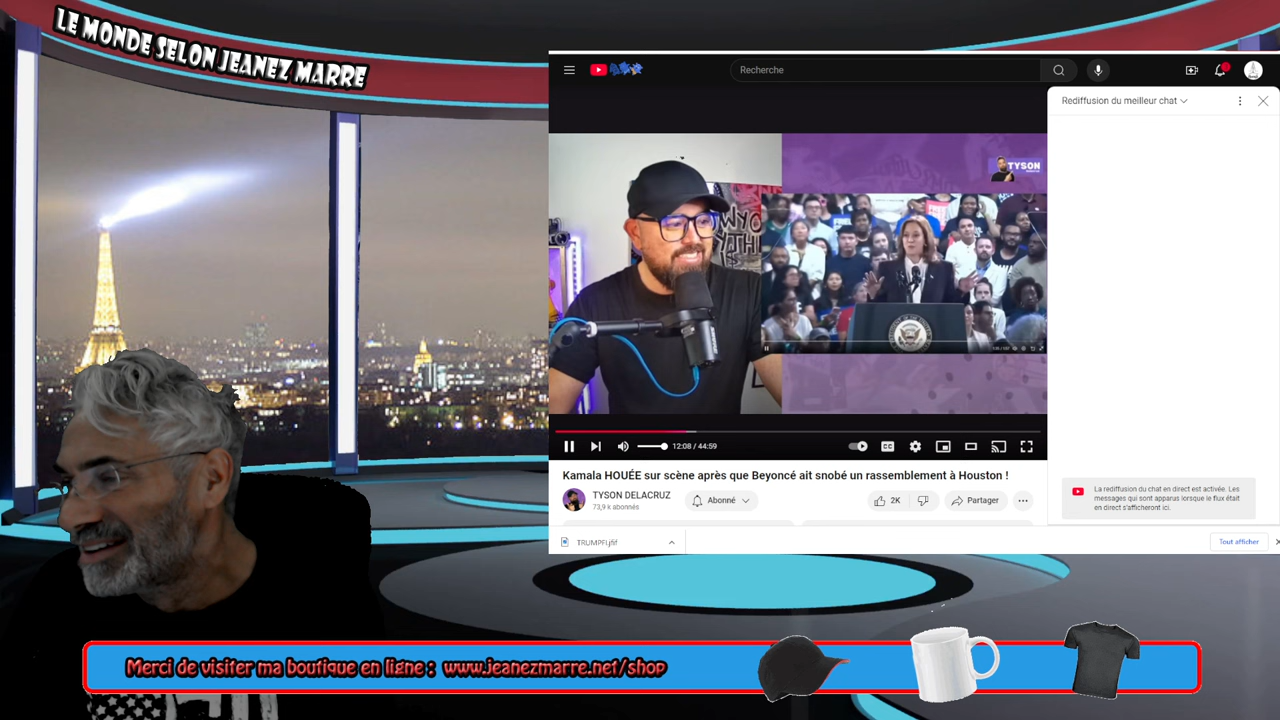 LE MONDE SELON JEANEZ MARRE
Recherche
Rediffusion du meilleur chat
TYSON
12:08 / 44:59
CC
Kamala HOUÉE sur scène après que Beyoncé ait snobé un rassemblement à Houston !
TYSON DELACRUZ
73,9 k abonnés
Abonné
2K
Partager
La rediffusion du chat en direct est activée. Les
messages qui sont apparus lorsque le flux était
en direct s'afficheront ici.
TRUMPFI.jfif
Tout afficher
Merci de visiter ma boutique en ligne : www.jeanezmarre.net/shop